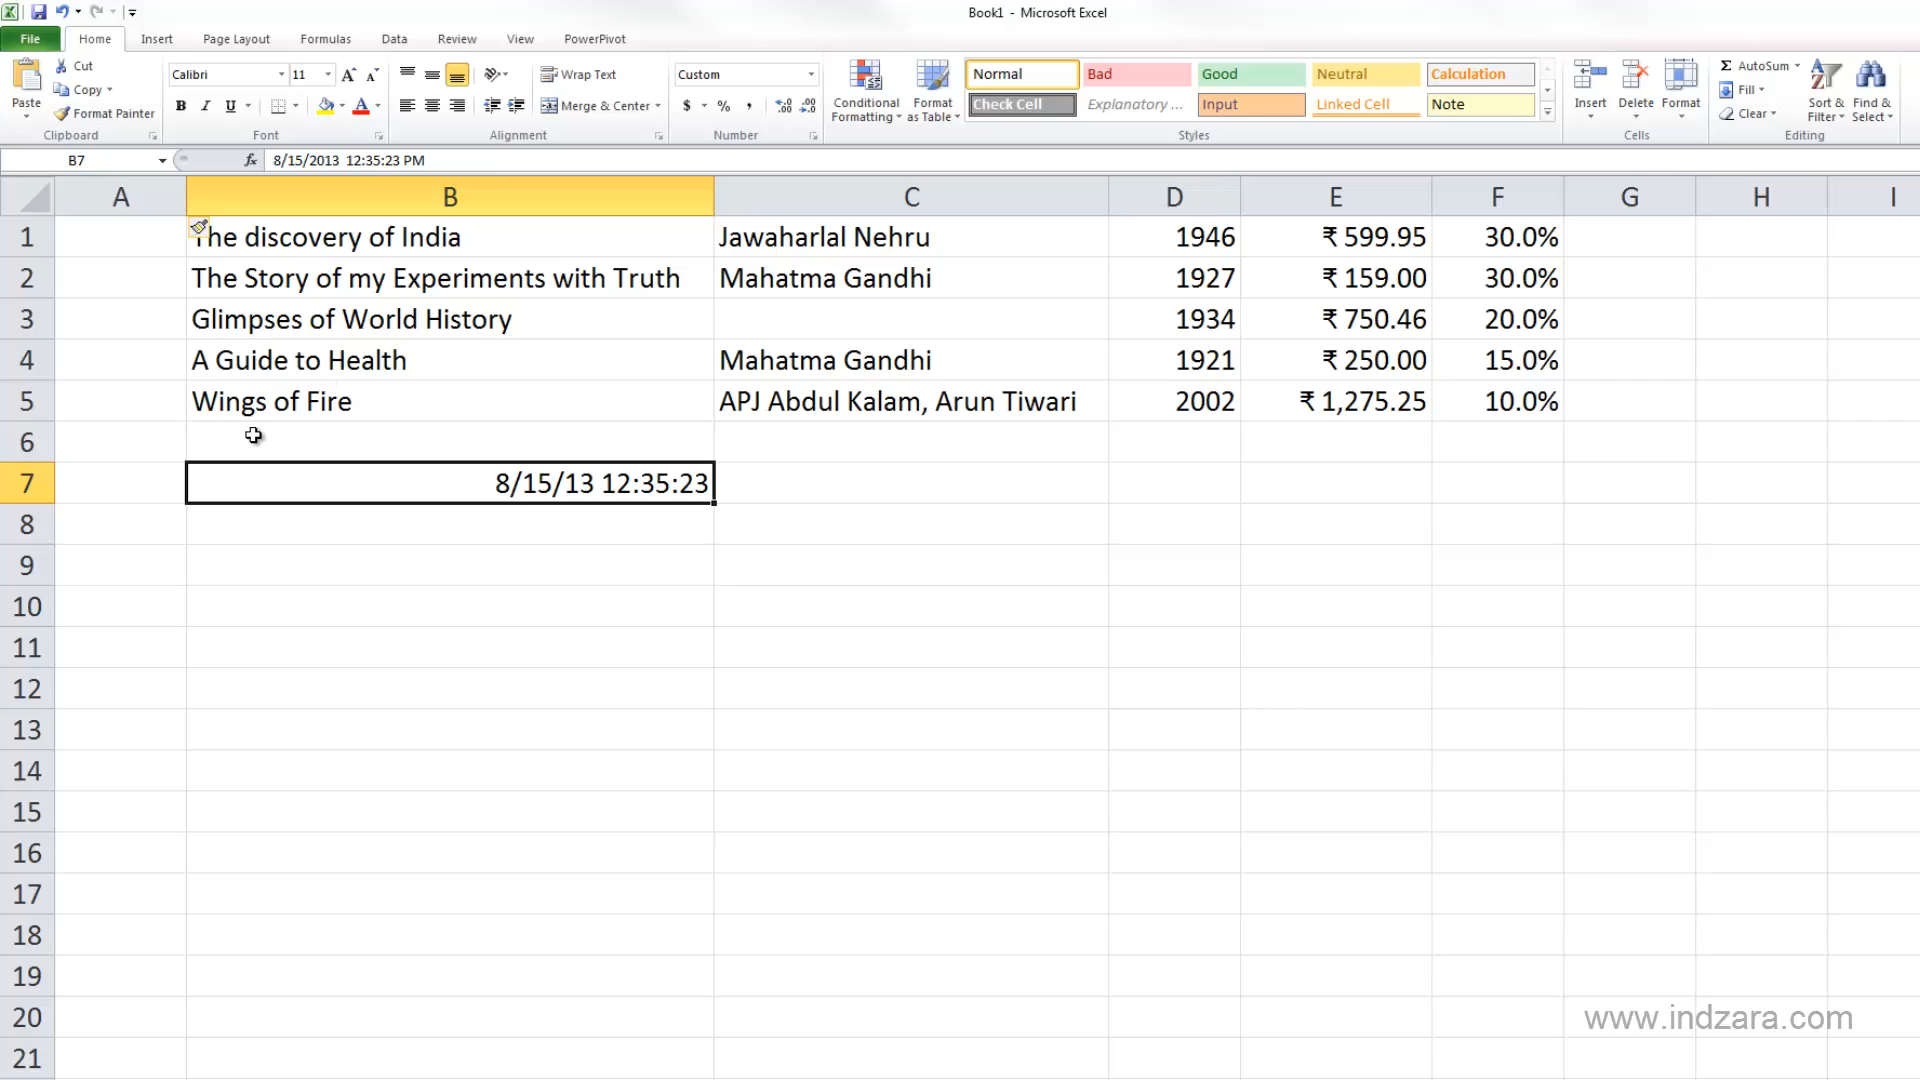 Book1 - Microsoft Excel
File Home Insert Page Layout Formulas Data Review View PowerPivot
Paste
Cut
Copy
Format Painter
Clipboard
Calibri 11
B I U
Font
Wrap Text
Merge & Center
Alignment
Custom
$ % ,
Number
Conditional Formatting
Format as Table
Normal Bad Good Neutral Calculation
Check Cell Explanatory ... Input Linked Cell Note
Styles
Insert Delete Format
Cells
Σ AutoSum
Fill
Clear
Sort & Filter
Find & Select
Editing
B7 fx 8/15/2013 12:35:23 PM
A B C D E F G H I
1 The discovery of India Jawaharlal Nehru 1946 ₹ 599.95 30.0%
2 The Story of my Experiments with Truth Mahatma Gandhi 1927 ₹ 159.00 30.0%
3 Glimpses of World History 1934 ₹ 750.46 20.0%
4 A Guide to Health Mahatma Gandhi 1921 ₹ 250.00 15.0%
5 Wings of Fire APJ Abdul Kalam, Arun Tiwari 2002 ₹ 1,275.25 10.0%
6
7 8/15/13 12:35:23
8
9
10
11
12
13
14
15
16
17
18
19
20
www.indzara.com
21